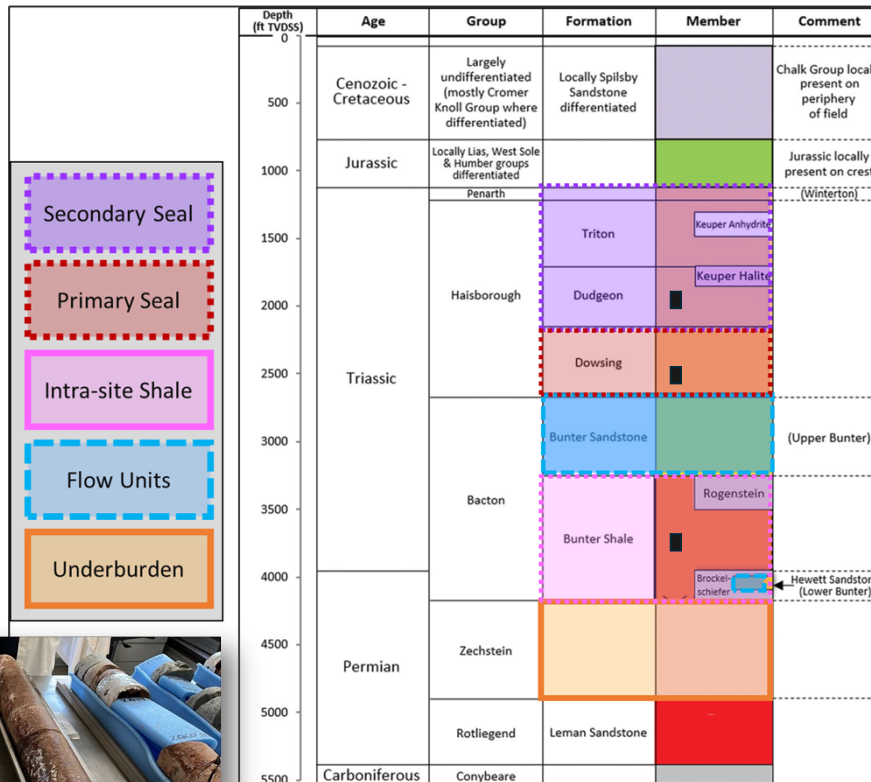 Secondary Seal
Primary Seal
Intra-site Shale
Flow Units
Underburden
Depth
(ft TVDSS)
Age
Group
Formation
Member
Comment
0
500
1000
1500
2000
2500
3000
3500
4000
4500
5000
5500
Cenozoic -
Cretaceous
Largely
undifferentiated
(mostly Cromer
Knoll Group where
differentiated)
Locally Spilsby
Sandstone
differentiated
Chalk Group local
present on
periphery
of field
Jurassic
Locally Lias, West Sole
& Humber groups
differentiated
Jurassic locally
present on crest
Triassic
Penarth
(Winterton)
Haisborough
Triton
Keuper Anhydrite
Keuper Halite
Dudgeon
Dowsing
Bacton
Bunter Sandstone
(Upper Bunter)
Rogenstein
Bunter Shale
Brockel-
schiefer
Hewett Sandston
(Lower Bunter)
Permian
Zechstein
Rotliegend
Leman Sandstone
Carboniferous
Conybeare